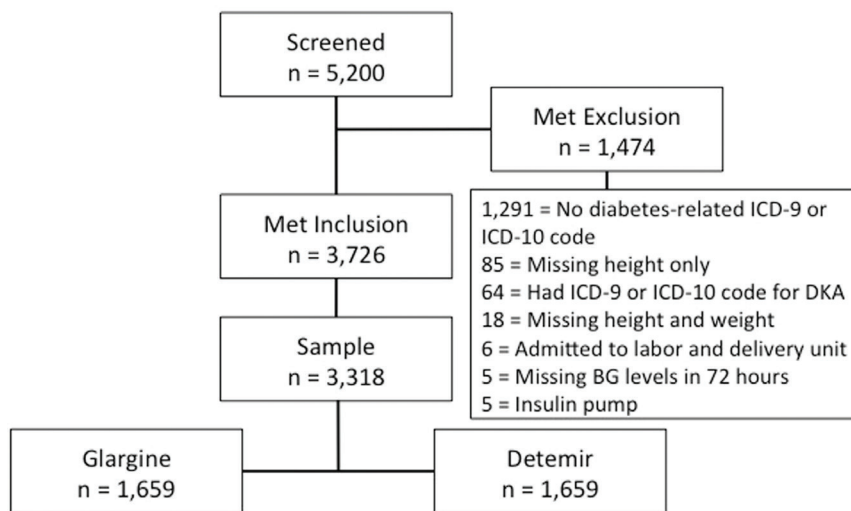 Screened
n = 5,200
Met Exclusion
n = 1,474
1,291 = No diabetes-related ICD-9 or
ICD-10 code
85 = Missing height only
64 = Had ICD-9 or ICD-10 code for DKA
18 = Missing height and weight
6 = Admitted to labor and delivery unit
5 = Missing BG levels in 72 hours
5 = Insulin pump
Met Inclusion
n = 3,726
Sample
n = 3,318
Glargine
n = 1,659
Detemir
n = 1,659